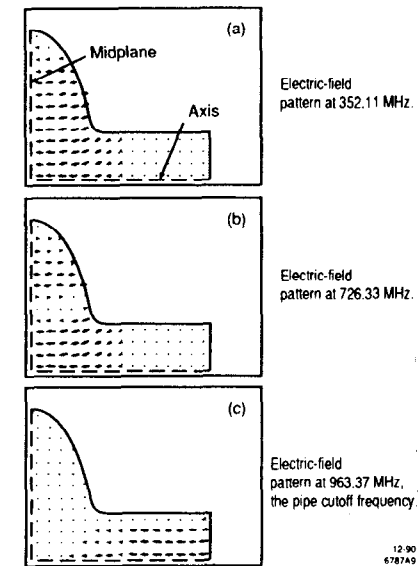 (a)
Midplane
Axis
Electric-field
pattern at 352.11 MHz.
(b)
Electric-field
pattern at 726.33 MHz.
(c)
Electric-field
pattern at 963.37 MHz,
the pipe cutoff frequency
12-90
6787A9